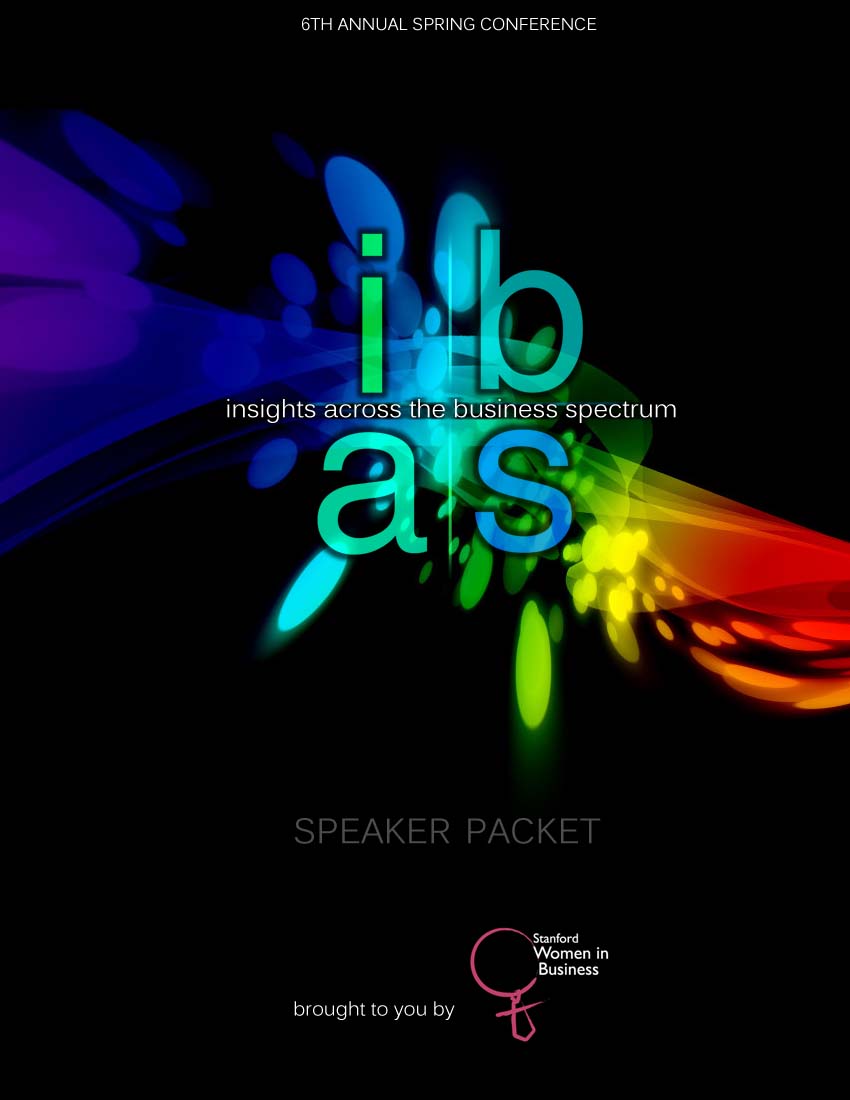 6TH ANNUAL SPRING CONFERENCE
i b
insights across the business spectrum
a s
SPEAKER PACKET
Stanford
Women in
Business
brought to you by